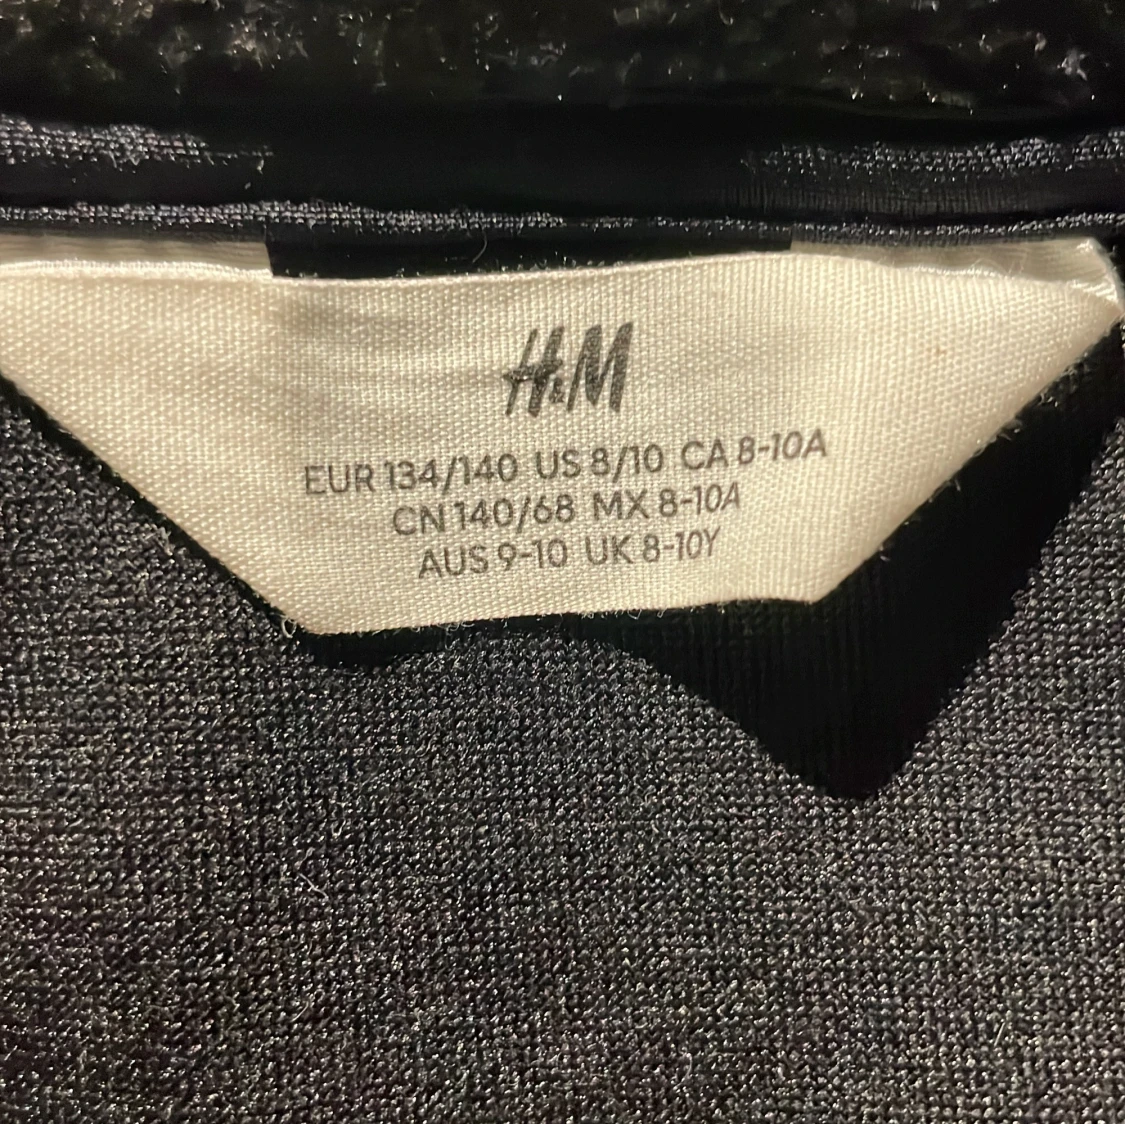 H&M
EUR 134/140 US 8/10 CA 8-10A
CN 140/68 MX 8-10A
AUS 9-10 UK 8-10Y